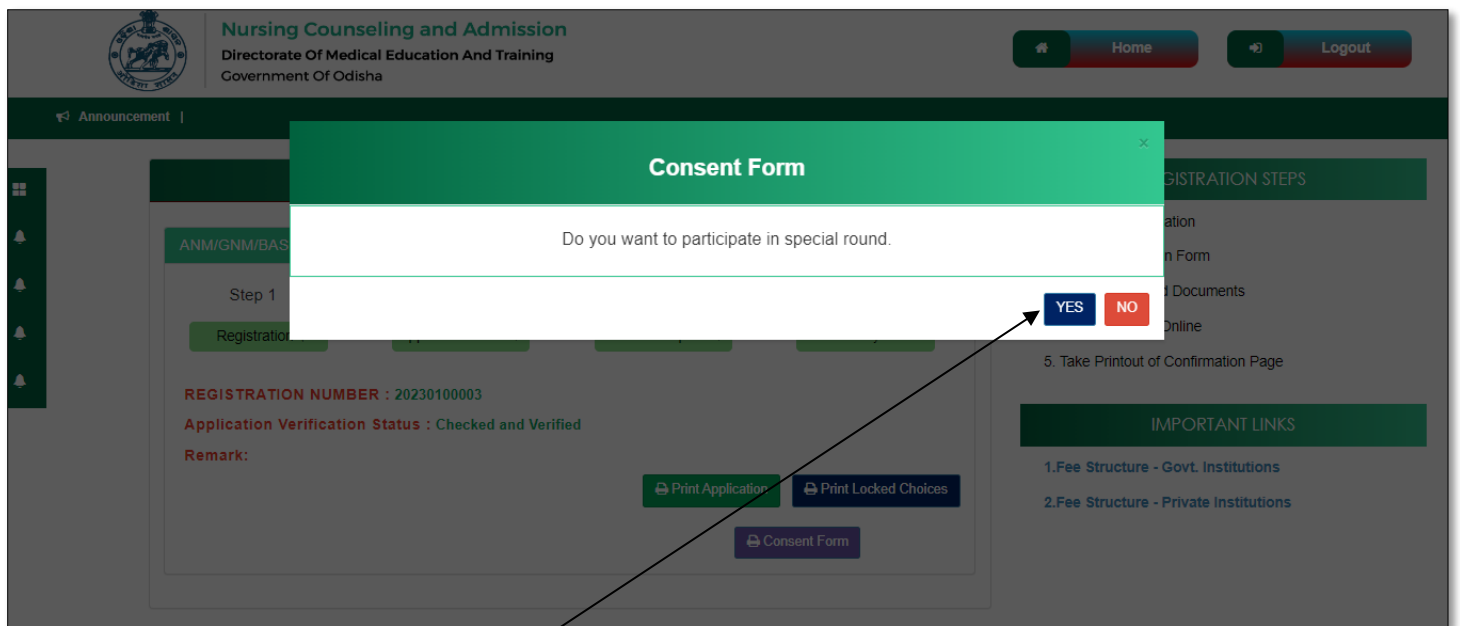 Nursing Counseling and Admission
Directorate Of Medical Education And Training
Government Of Odisha
Home
Logout
Announcement |
Consent Form
×
Do you want to participate in special round.
YES
NO
ANM/GNM/BAS
Step 1
Registration
REGISTRATION NUMBER : 20230100003
Application Verification Status : Checked and Verified
Remark:
Print Application
Print Locked Choices
Consent Form
GISTRATION STEPS
ation
n Form
d Documents
Online
5. Take Printout of Confirmation Page
IMPORTANT LINKS
1.Fee Structure - Govt. Institutions
2.Fee Structure - Private Institutions